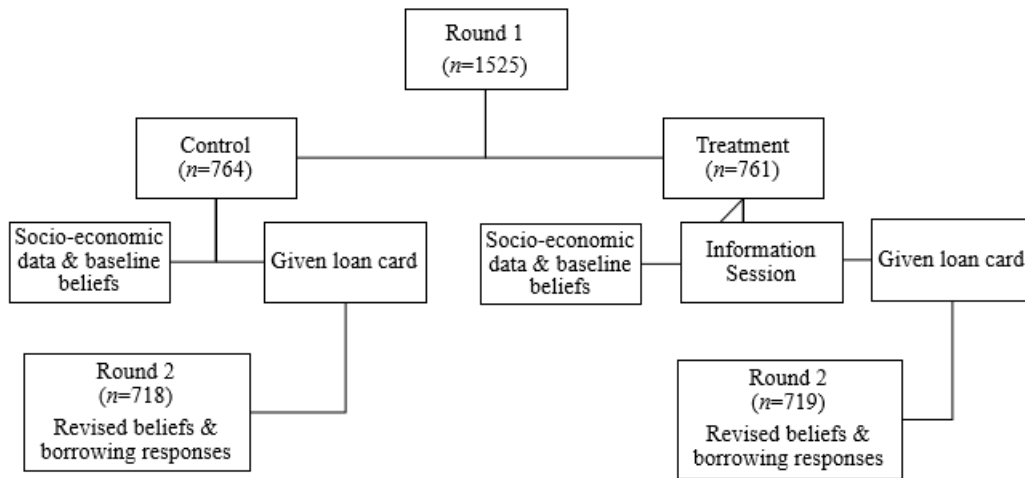 Round 1
(n=1525)
Control
(n=764)
Treatment
(n=761)
Socio-economic
data & baseline
beliefs
Given loan card
Socio-economic
data & baseline
beliefs
Information
Session
Given loan card
Round 2
(n=718)
Revised beliefs &
borrowing responses
Round 2
(n=719)
Revised beliefs &
borrowing responses